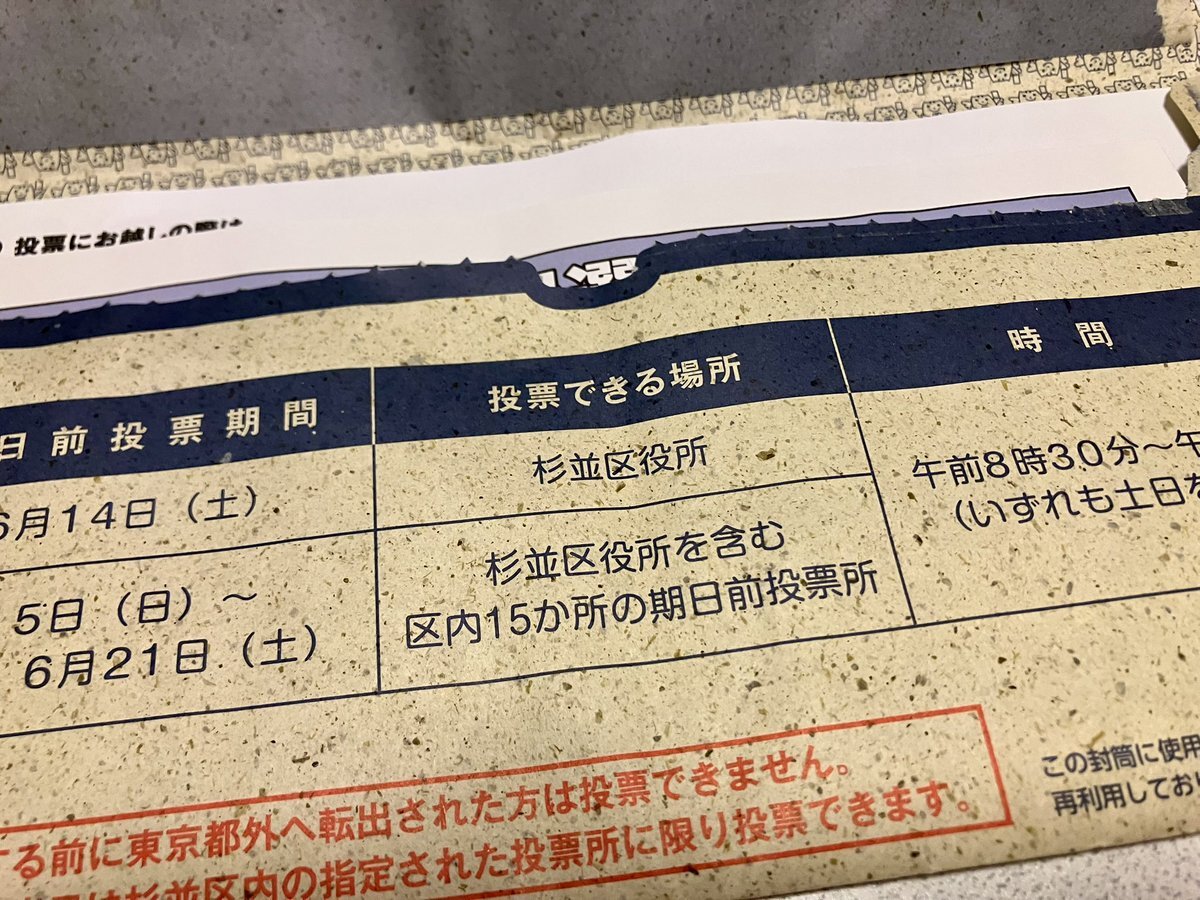 投票にお越しの際は
日前投票期間
投票できる場所
時間
6月14日（土）
杉並区役所
午前8時30分～午
（いずれも土日を
5日（日）～
6月21日（土）
杉並区役所を含む
区内15か所の期日前投票所
する前に東京都外へ転出された方は投票できません。
は杉並区内の指定された投票所に限り投票できます。
この封筒に使用
再利用してお